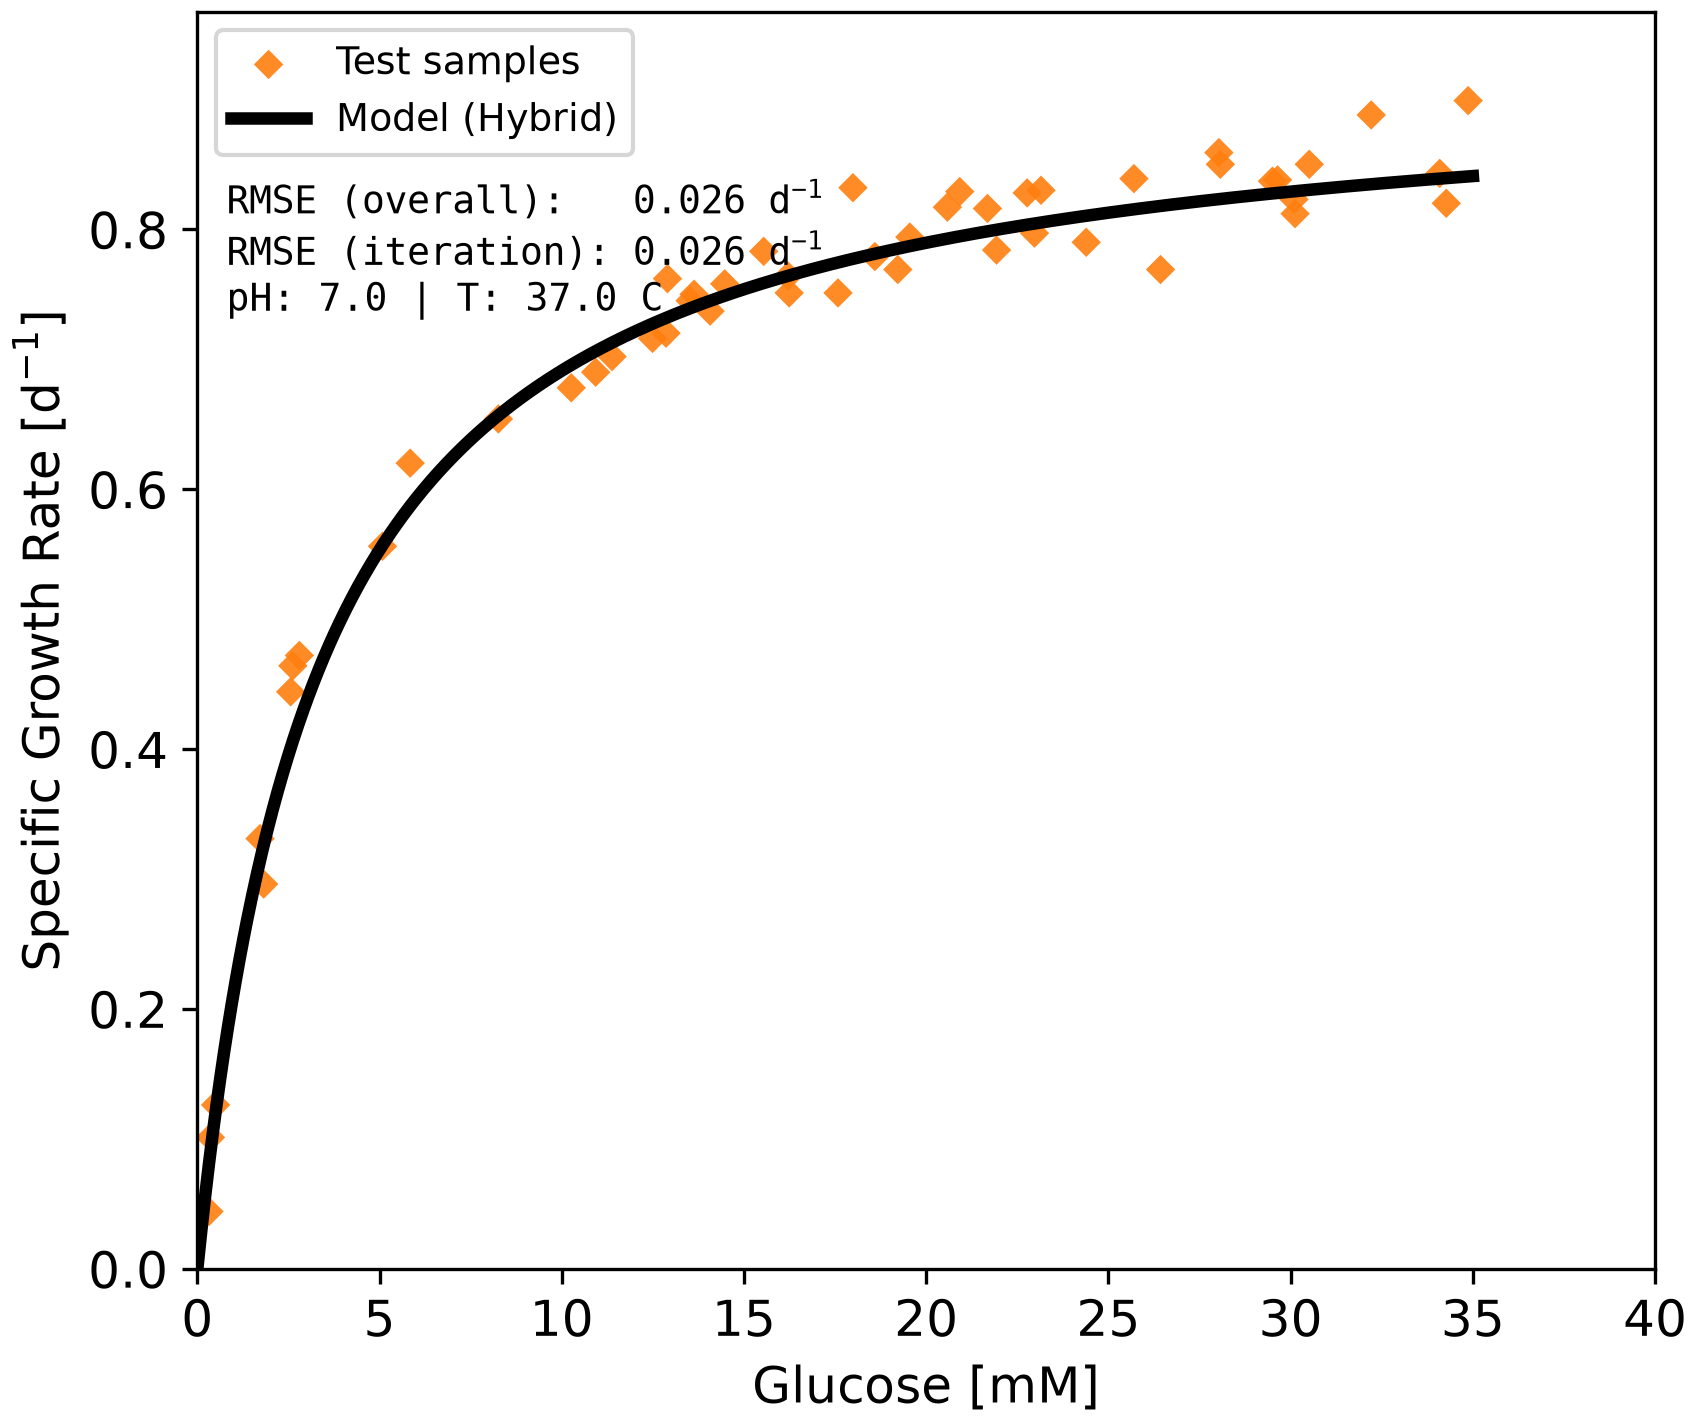 Test samples
Model (Hybrid)
RMSE (overall):   0.026 d⁻¹
RMSE (iteration): 0.026 d⁻¹
pH: 7.0 | T: 37.0 C
Specific Growth Rate [d⁻¹]
0.8
0.6
0.4
0.2
0.0
0 5 10 15 20 25 30 35 40
Glucose [mM]